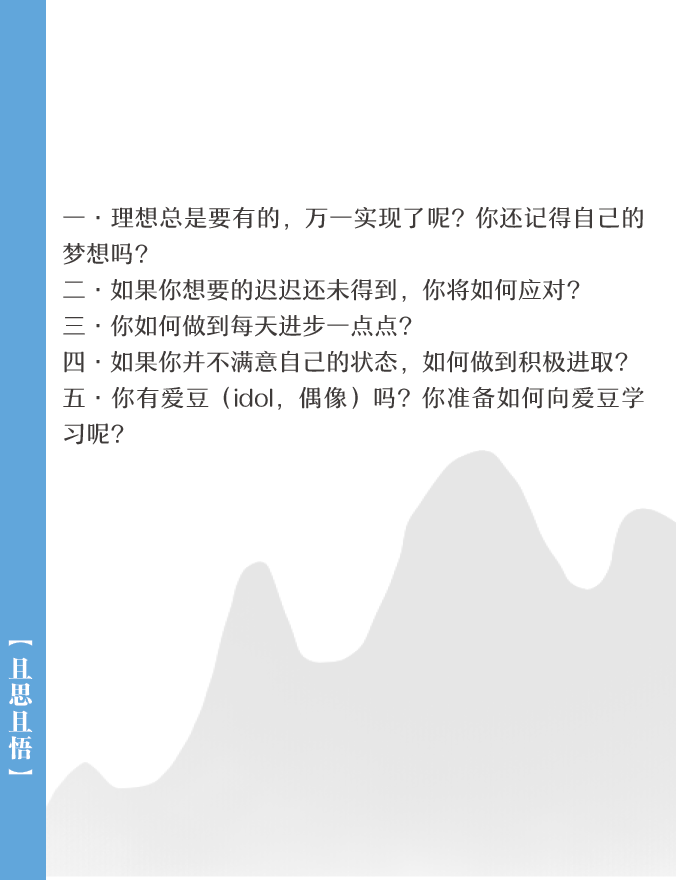 一·理想总是要有的，万一实现了呢？你还记得自己的
梦想吗？
二·如果你想要的迟迟还未得到，你将如何应对？
三·你如何做到每天进步一点点？
四·如果你并不满意自己的状态，如何做到积极进取？
五·你有爱豆（idol，偶像）吗？你准备如何向爱豆学
习呢？
【且思且悟】